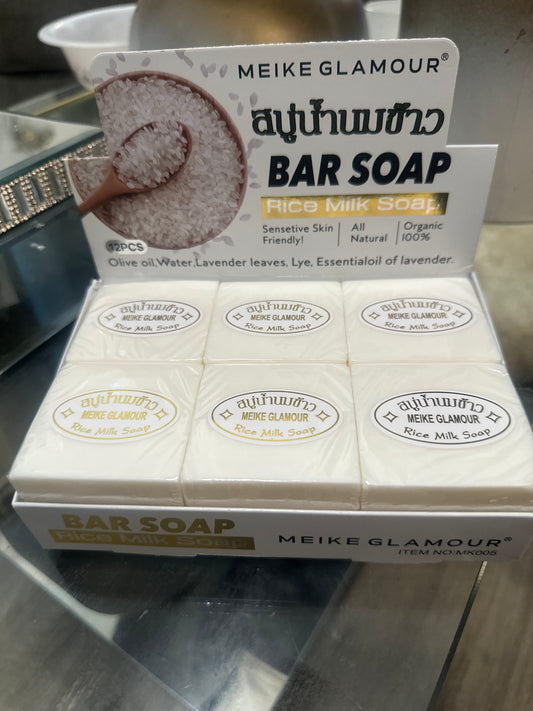 MEIKE GLAMOUR®
สบู่น้ำนมข้าว
BAR SOAP
Rice Milk Soap
Sensetive Skin Friendly!
All Natural
Organic 100%
12PCS
Olive oil,Water,Lavender leaves, Lye, Essentialoil of lavender.
สบู่น้ำนมข้าว
MEIKE GLAMOUR
Rice Milk Soap
สบู่น้ำนมข้าว
MEIKE GLAMOUR
Rice Milk Soap
สบู่น้ำนมข้าว
MEIKE GLAMOUR
Rice Milk Soap
สบู่น้ำนมข้าว
MEIKE GLAMOUR
Rice Milk Soap
สบู่น้ำนมข้าว
MEIKE GLAMOUR
Rice Milk Soap
สบู่น้ำนมข้าว
MEIKE GLAMOUR
Rice Milk Soap
BAR SOAP
Rice Milk Soap
MEIKE GLAMOUR®
ITEM NO:MK005